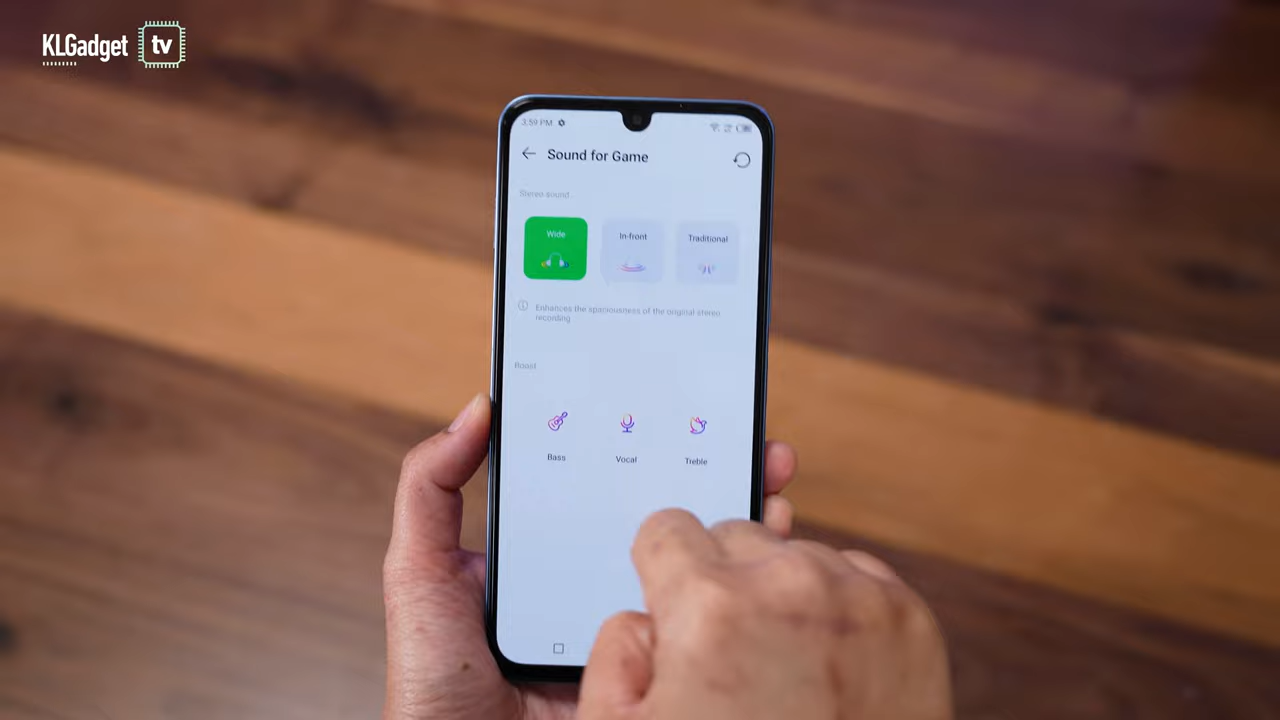 KLGadget tv
3:59 PM
Sound for Game
Stereo sound
Wide
In-front
Traditional
Enhances the spaciousness of the original stereo
recording
Boost
Bass
Vocal
Treble